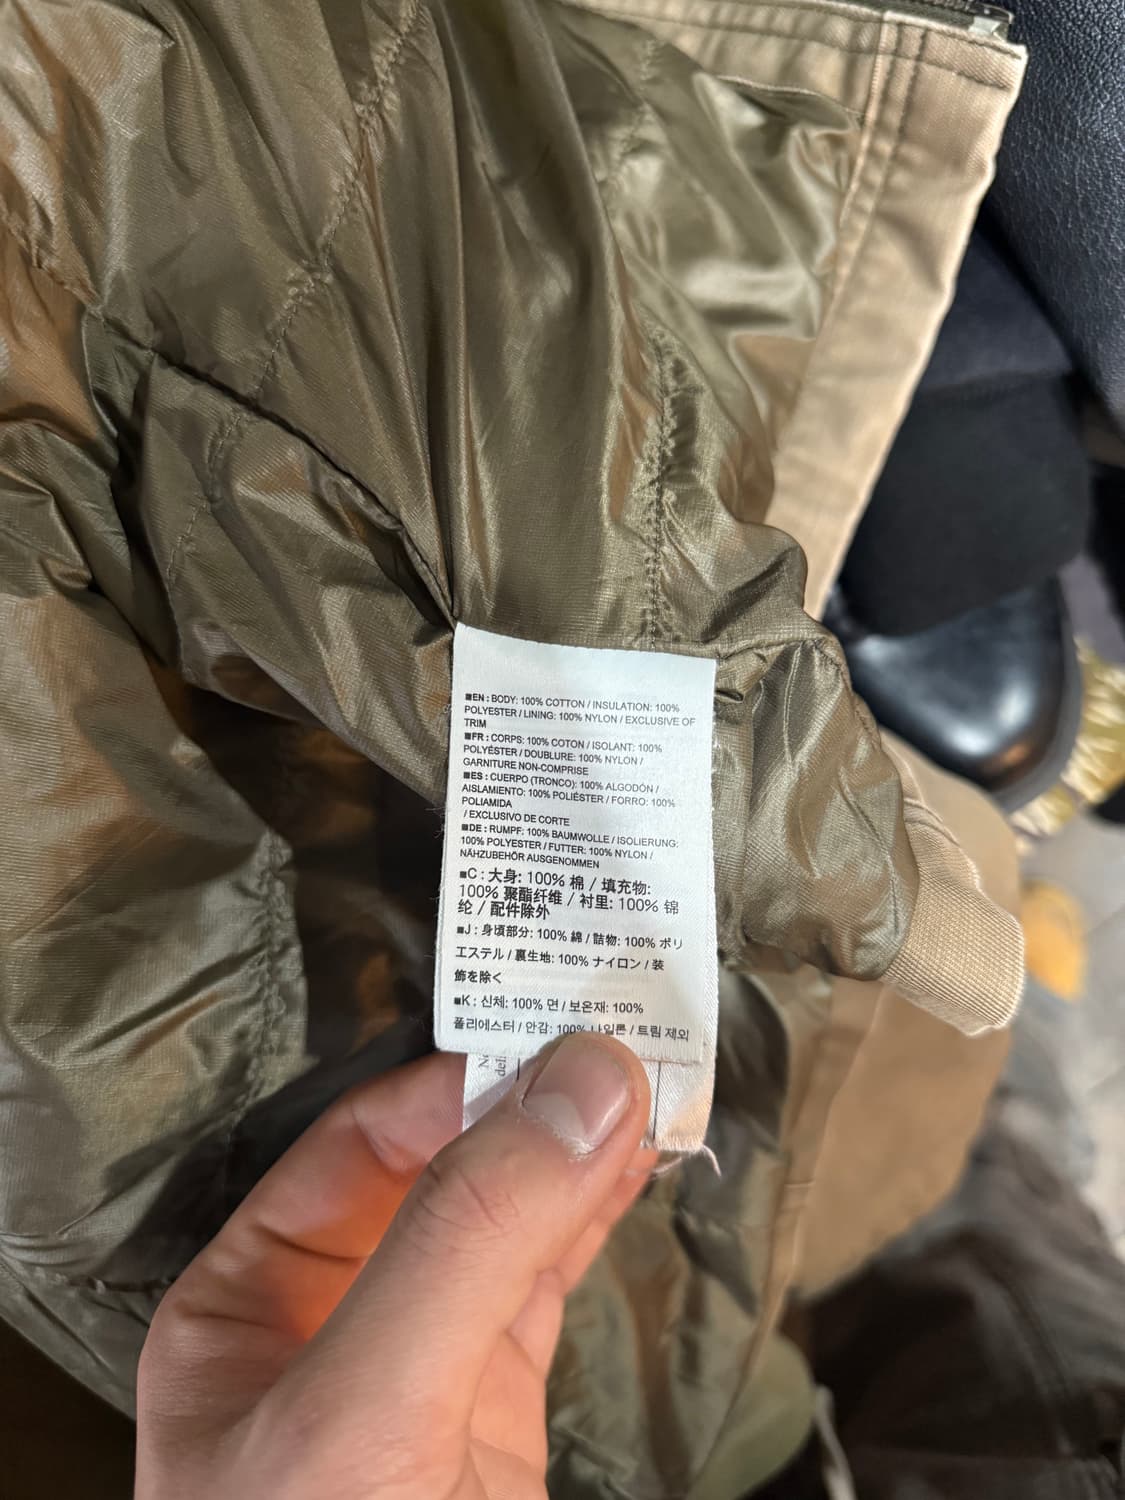 ■EN : BODY: 100% COTTON / INSULATION: 100%
POLYESTER / LINING: 100% NYLON / EXCLUSIVE OF
TRIM
■FR : CORPS: 100% COTON / ISOLANT: 100%
POLYÉSTER / DOUBLURE: 100% NYLON /
GARNITURE NON-COMPRISE
■ES : CUERPO (TRONCO): 100% ALGODÓN /
AISLAMIENTO: 100% POLIÉSTER / FORRO: 100%
POLIAMIDA
/ EXCLUSIVO DE CORTE
■DE : RUMPF: 100% BAUMWOLLE / ISOLIERUNG:
100% POLYESTER / FUTTER: 100% NYLON /
NÄHZUBEHÖR AUSGENOMMEN
■C : 大身: 100% 棉 / 填充物:
100% 聚酯纤维 / 衬里: 100% 锦
纶 / 配件除外
■J : 身頃部分: 100% 綿 / 詰物: 100% ポリ
エステル / 裏生地: 100% ナイロン / 装
飾を除く
■K : 신체: 100% 면 / 보온재: 100%
폴리에스터 / 안감: 100% 나일론 / 트림 제외